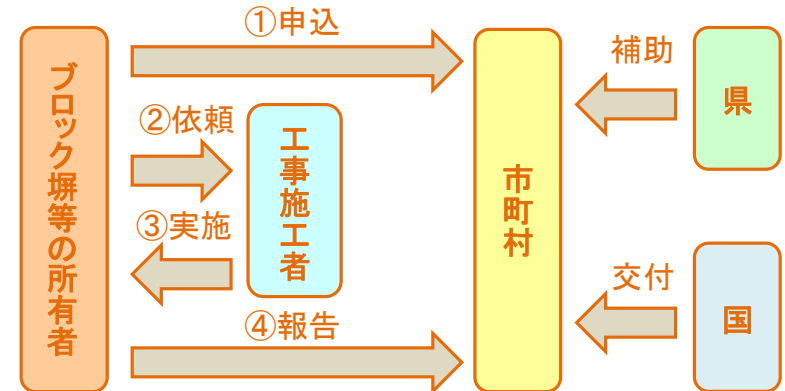 ①申込
補助
ブロック塀等の所有者
②依頼
工事施工者
市町村
県
③実施
交付
④報告
国